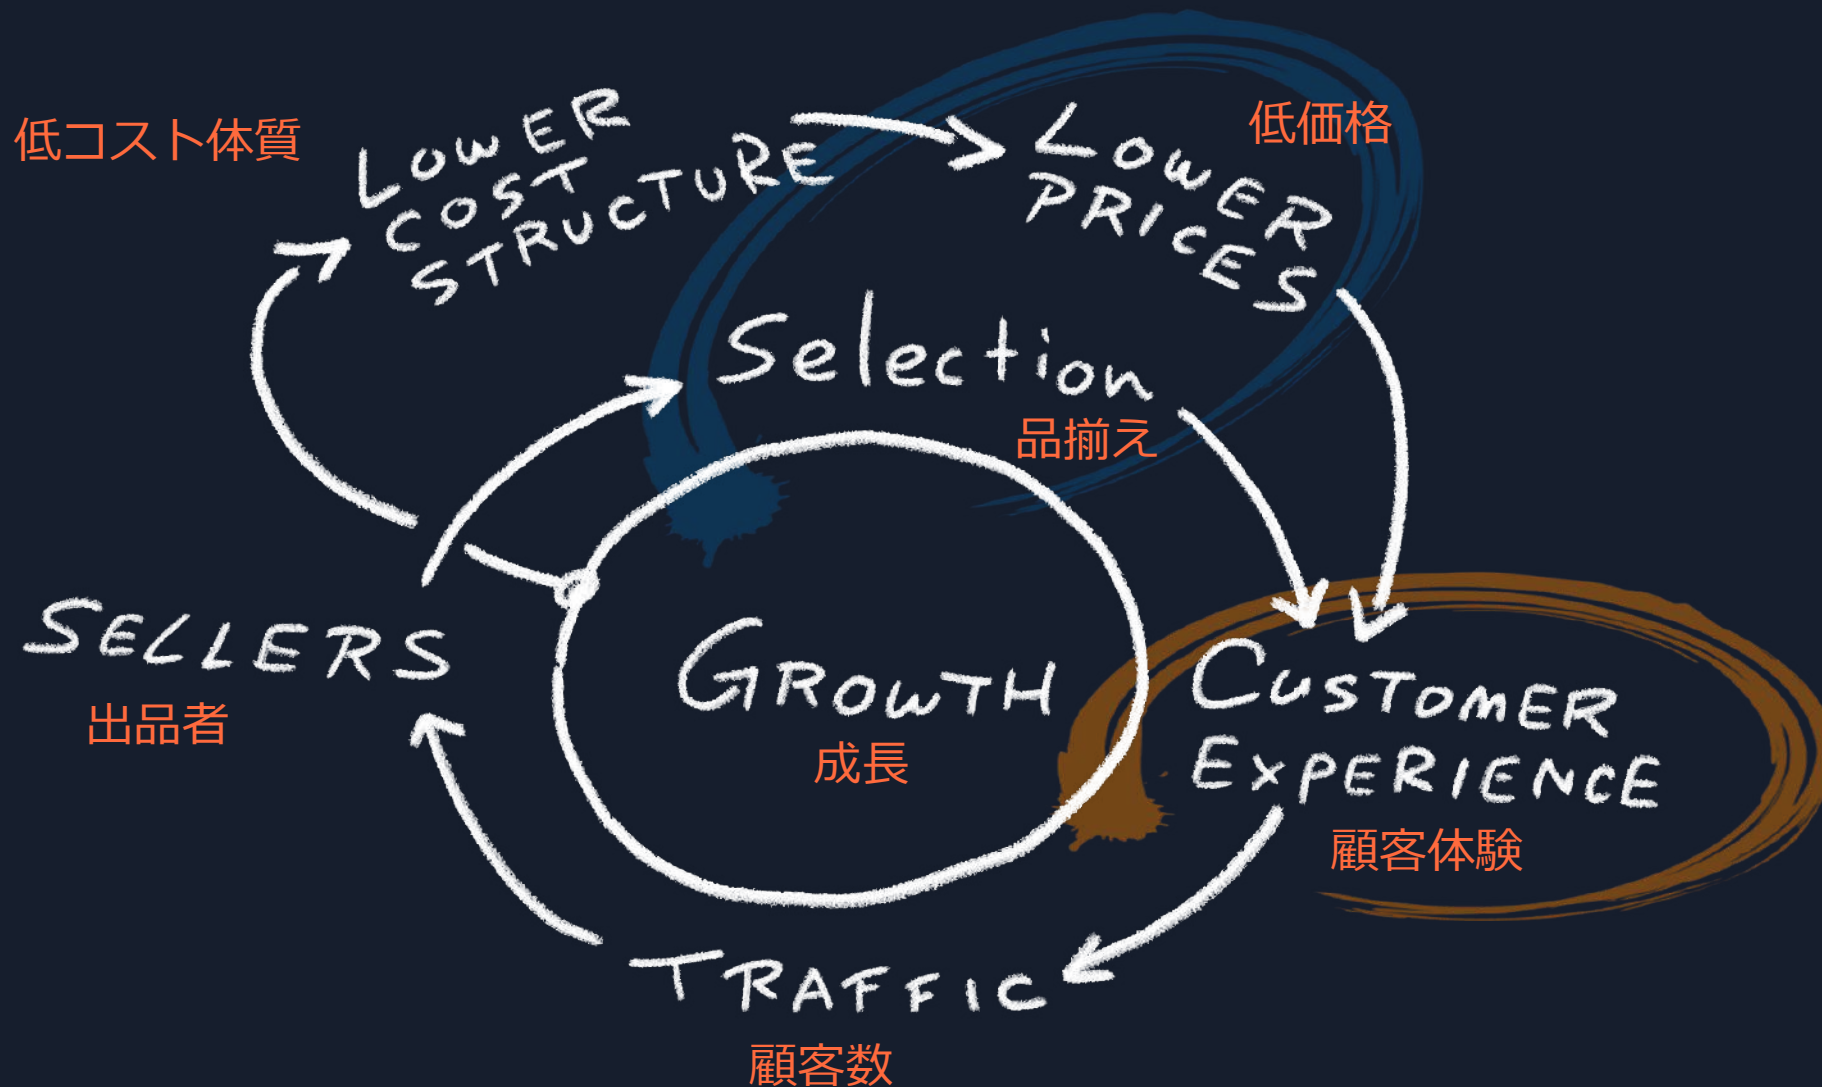 低コスト体質
LOWER
COST
STRUCTURE
LOWER
PRICES
低価格
Selection
品揃え
SELLERS
出品者
GROWTH
成長
CUSTOMER
EXPERIENCE
顧客体験
TRAFFIC
顧客数